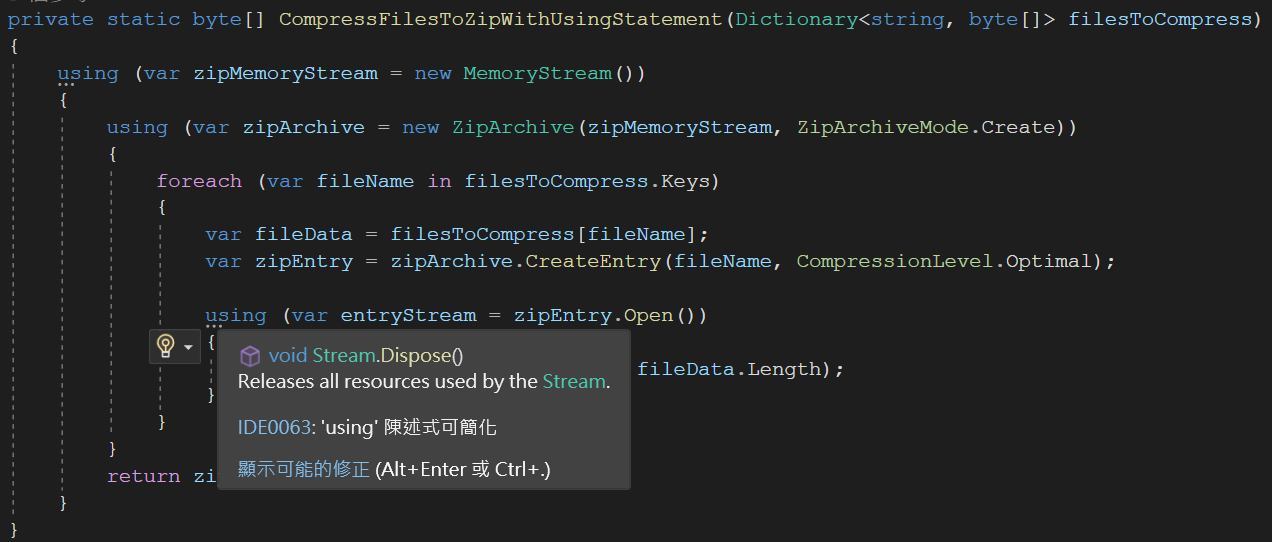 private static byte[] CompressFilesToZipWithUsingStatement(Dictionary<string, byte[]> filesToCompress)
{
using (var zipMemoryStream = new MemoryStream())
{
using (var zipArchive = new ZipArchive(zipMemoryStream, ZipArchiveMode.Create))
{
foreach (var fileName in filesToCompress.Keys)
{
var fileData = filesToCompress[fileName];
var zipEntry = zipArchive.CreateEntry(fileName, CompressionLevel.Optimal);
using (var entryStream = zipEntry.Open())
{
void Stream.Dispose()
Releases all resources used by the Stream.
IDE0063: 'using' 陳述式可簡化
顯示可能的修正 (Alt+Enter 或 Ctrl+.)
fileData.Length);
}
}
}
return zi
}
}